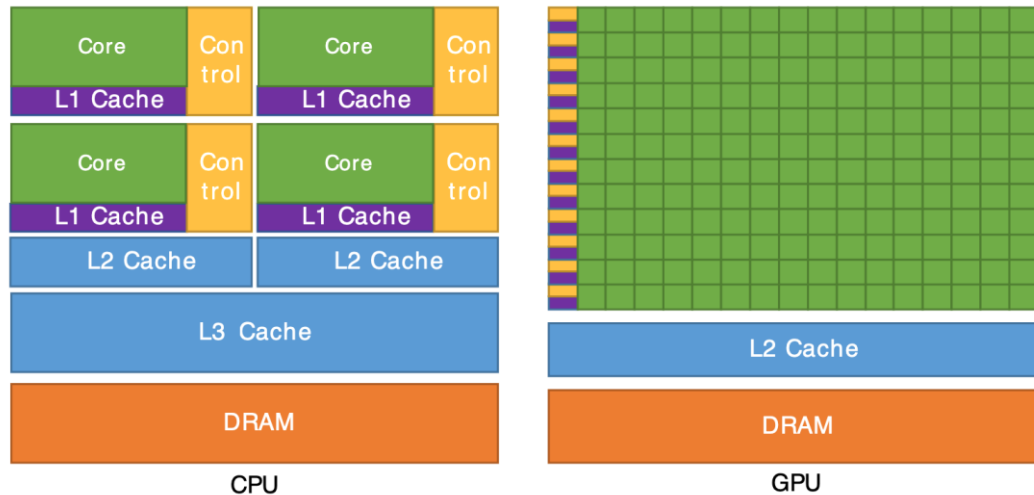 Core
Con
trol
L1 Cache
Core
Con
trol
L1 Cache
Core
Con
trol
L1 Cache
Core
Con
trol
L1 Cache
L2 Cache
L2 Cache
L3 Cache
DRAM
CPU
L2 Cache
DRAM
GPU